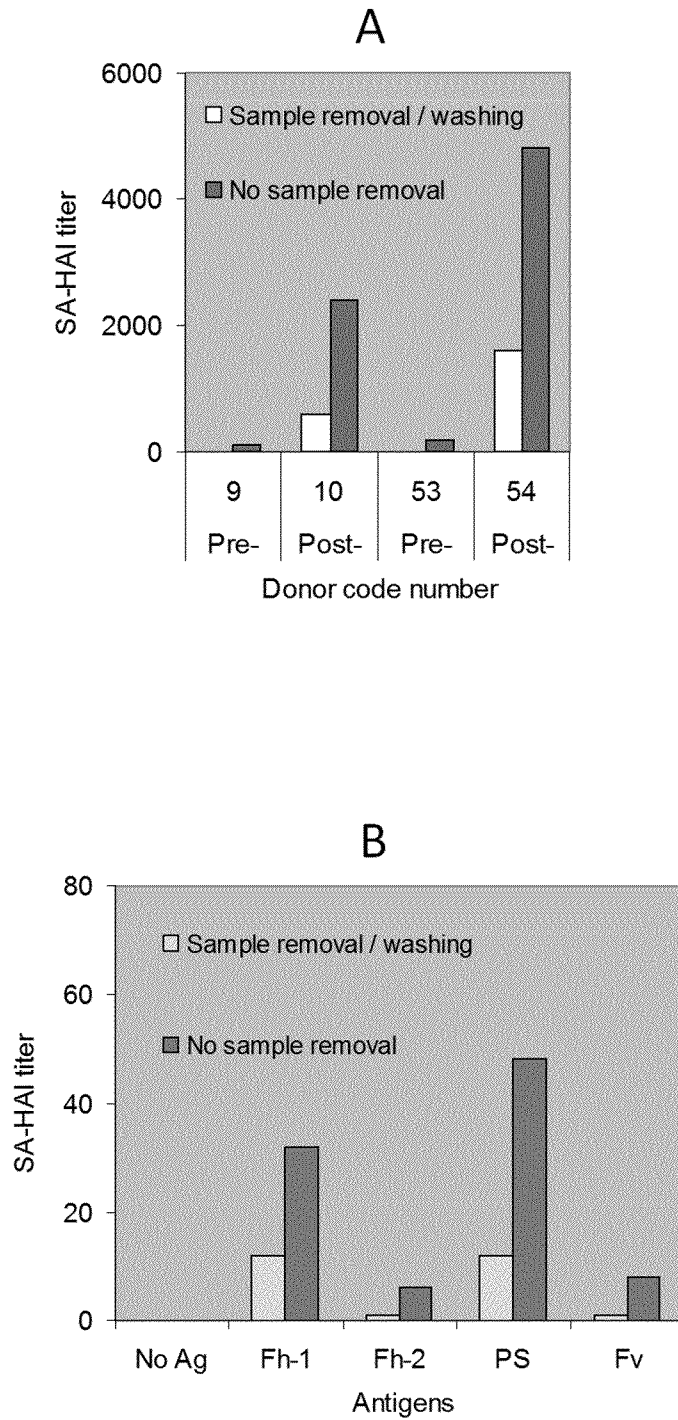 A
6000
4000
2000
0
SA-HAI titer
Sample removal / washing
No sample removal
9 10 53 54
Pre- Post- Pre- Post-
Donor code number
B
80
60
40
20
0
SA-HAI titer
Sample removal / washing
No sample removal
No Ag Fh-1 Fh-2 PS Fv
Antigens